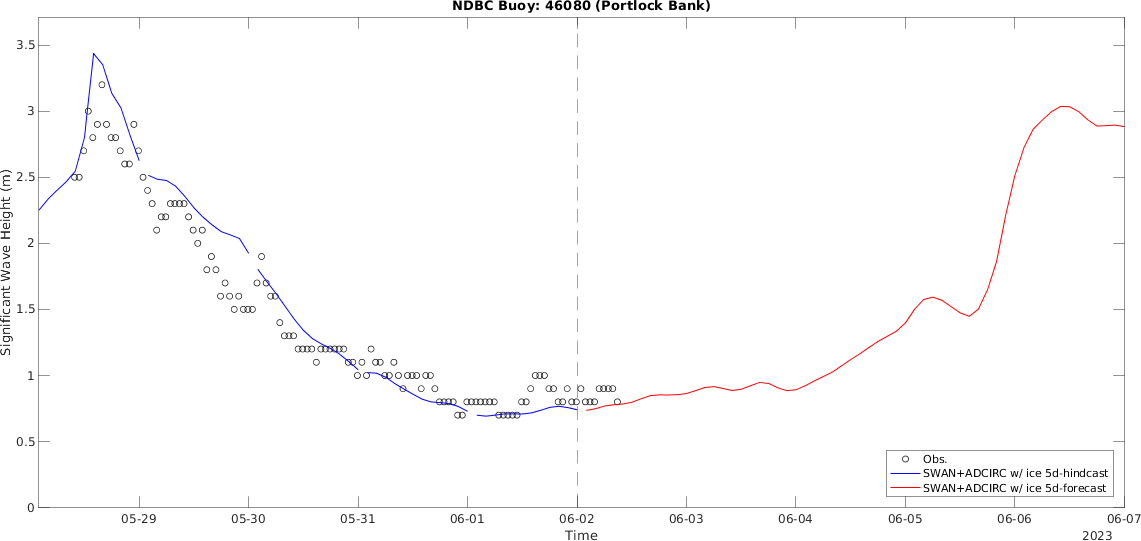 NDBC Buoy: 46080 (Portlock Bank)
Significant Wave Height (m)
3.5
3
2.5
2
1.5
1
0.5
0
05-29 05-30 05-31 06-01 06-02 06-03 06-04 06-05 06-06 06-07
Time
2023
Obs.
SWAN+ADCIRC w/ ice 5d-hindcast
SWAN+ADCIRC w/ ice 5d-forecast